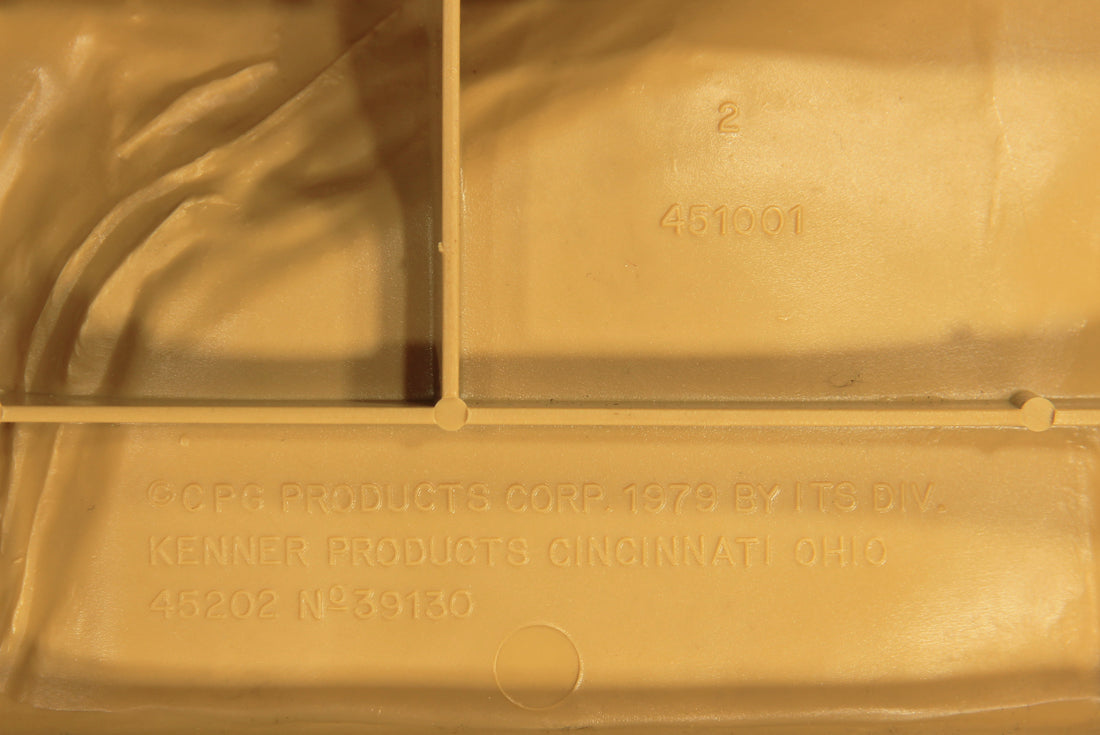 2
451001
©CPG PRODUCTS CORP. 1979 BY ITS DIV.
KENNER PRODUCTS CINCINNATI OHIO
45202 Nº39130